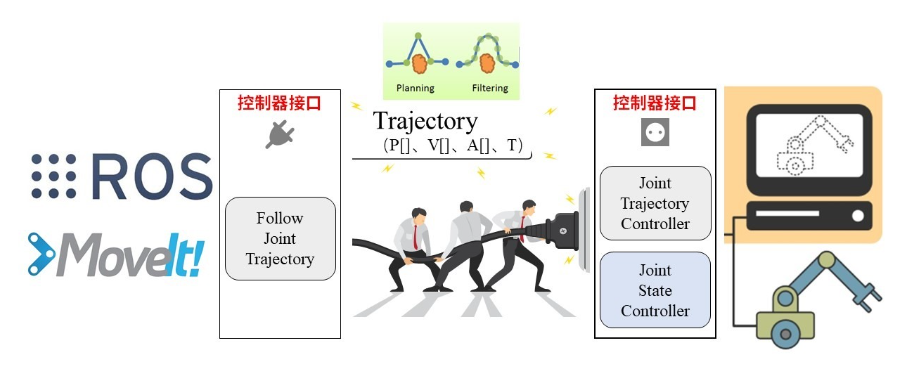 Planning
Filtering
控制器接口
控制器接口
Trajectory
(P[]、V[]、A[]、T)
ROS
MoveIt!
Follow
Joint
Trajectory
Joint
Trajectory
Controller
Joint
State
Controller